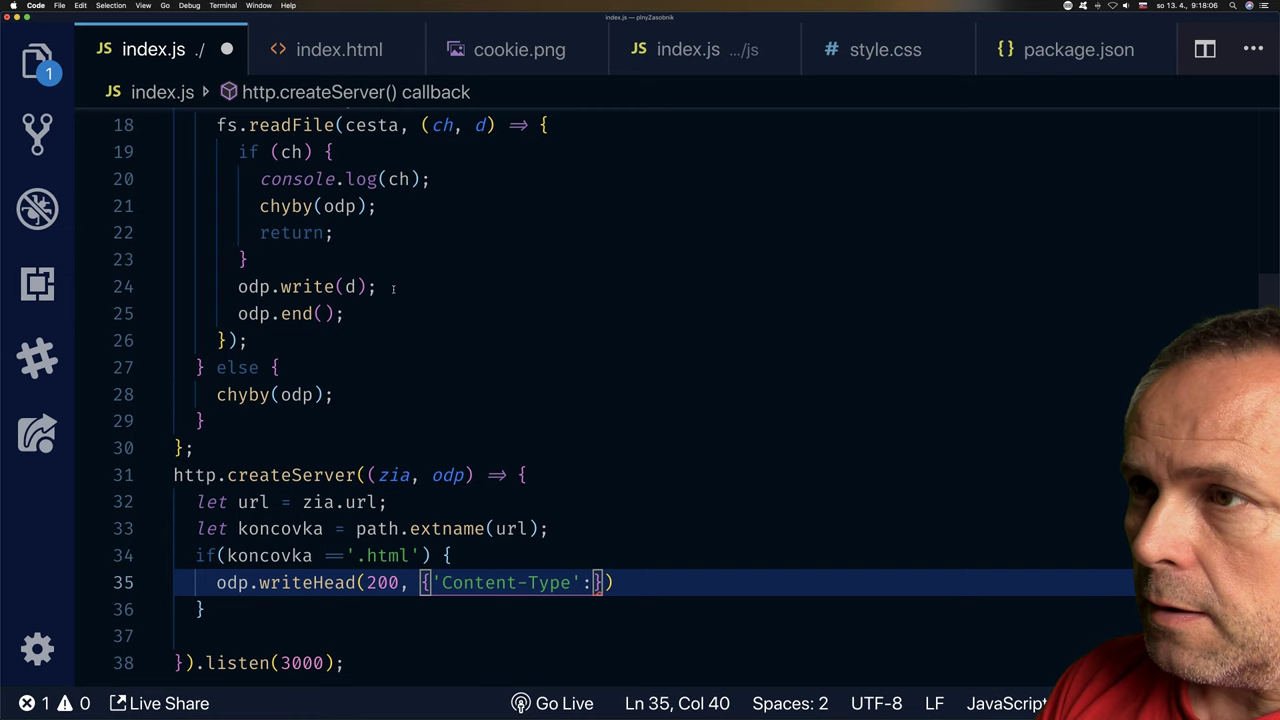 Code File Edit Selection View Go Debug Terminal Window Help so 13. 4., 9:18:06
index.js — plnyZasobnik
JS index.js ./ <> index.html cookie.png JS index.js .../js # style.css {} package.json
1
JS index.js http.createServer() callback
18 fs.readFile(cesta, (ch, d) => {
19 if (ch) {
20 console.log(ch);
21 chyby(odp);
22 return;
23 }
24 odp.write(d);
25 odp.end();
26 });
27 } else {
28 chyby(odp);
29 }
30 };
31 http.createServer((zia, odp) => {
32 let url = zia.url;
33 let koncovka = path.extname(url);
34 if(koncovka =='.html') {
35 odp.writeHead(200, {'Content-Type':})
36 }
37
38 }).listen(3000);
1 0 Live Share Go Live Ln 35, Col 40 Spaces: 2 UTF-8 LF JavaScript